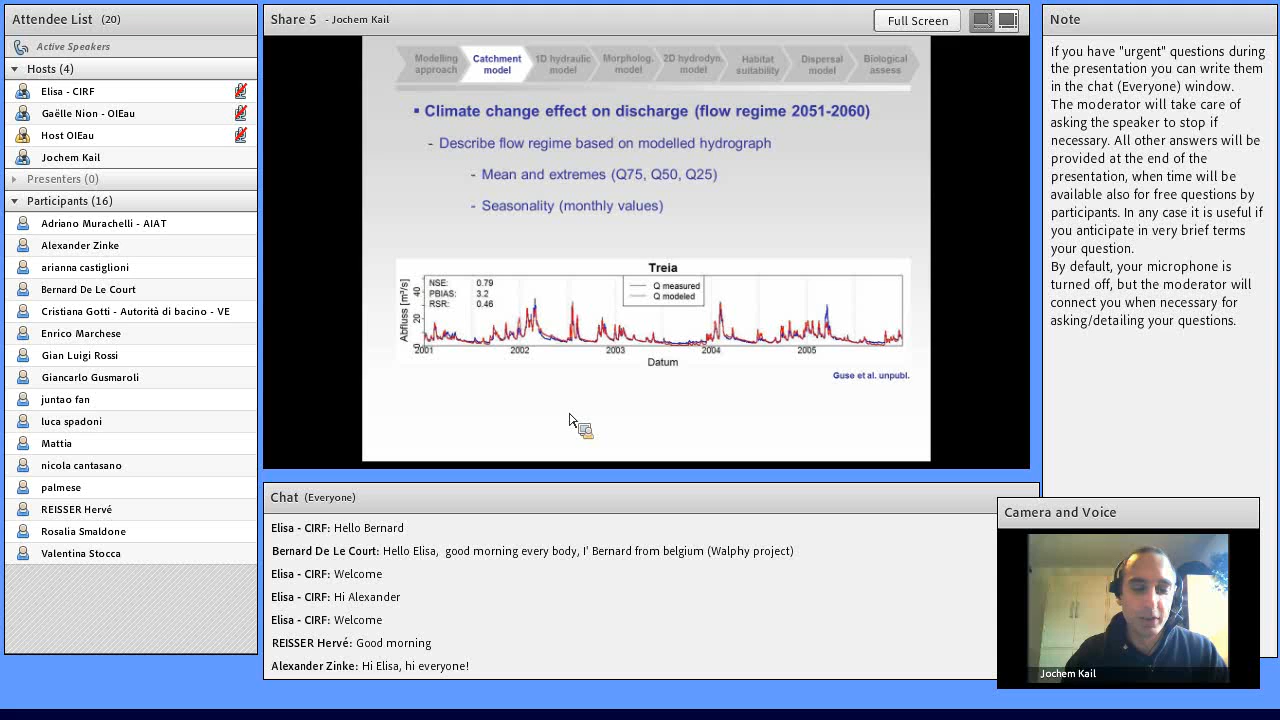 Attendee List (20)
Active Speakers
Hosts (4)
Elisa - CIRF
Gaëlle Nion - OIEau
Host OIEau
Jochem Kail
Presenters (0)
Participants (16)
Adriano Murachelli - AIAT
Alexander Zinke
arianna castiglioni
Bernard De Le Court
Cristiana Gotti - Autorità di bacino - VE
Enrico Marchese
Gian Luigi Rossi
Giancarlo Gusmaroli
juntao fan
luca spadoni
Mattia
nicola cantasano
palmese
REISSER Hervé
Rosalia Smaldone
Valentina Stocca
Share 5 - Jochem Kail
Full Screen
Modelling approach
Catchment model
1D hydraulic model
Morpholog. model
2D hydrodyn. model
Habitat suitability
Dispersal model
Biological assess
▪ Climate change effect on discharge (flow regime 2051-2060)
- Describe flow regime based on modelled hydrograph
- Mean and extremes (Q75, Q50, Q25)
- Seasonality (monthly values)
Treia
NSE: 0.79
PBIAS: 3.2
RSR: 0.46
Q measured
Q modeled
Abfluss [m³/s]
0 20 40
2001 2002 2003 2004 2005
Datum
Guse et al. unpubl.
Chat (Everyone)
Elisa - CIRF: Hello Bernard
Bernard De Le Court: Hello Elisa, good morning every body, I' Bernard from belgium (Walphy project)
Elisa - CIRF: Welcome
Elisa - CIRF: Hi Alexander
Elisa - CIRF: Welcome
REISSER Hervé: Good morning
Alexander Zinke: Hi Elisa, hi everyone!
Note
If you have "urgent" questions during
the presentation you can write them
in the chat (Everyone) window.
The moderator will take care of
asking the speaker to stop if
necessary. All other answers will be
provided at the end of the
presentation, when time will be
available also for free questions by
participants. In any case it is useful if
you anticipate in very brief terms
your question.
By default, your microphone is
turned off, but the moderator will
connect you when necessary for
asking/detailing your questions.
Camera and Voice
Jochem Kail